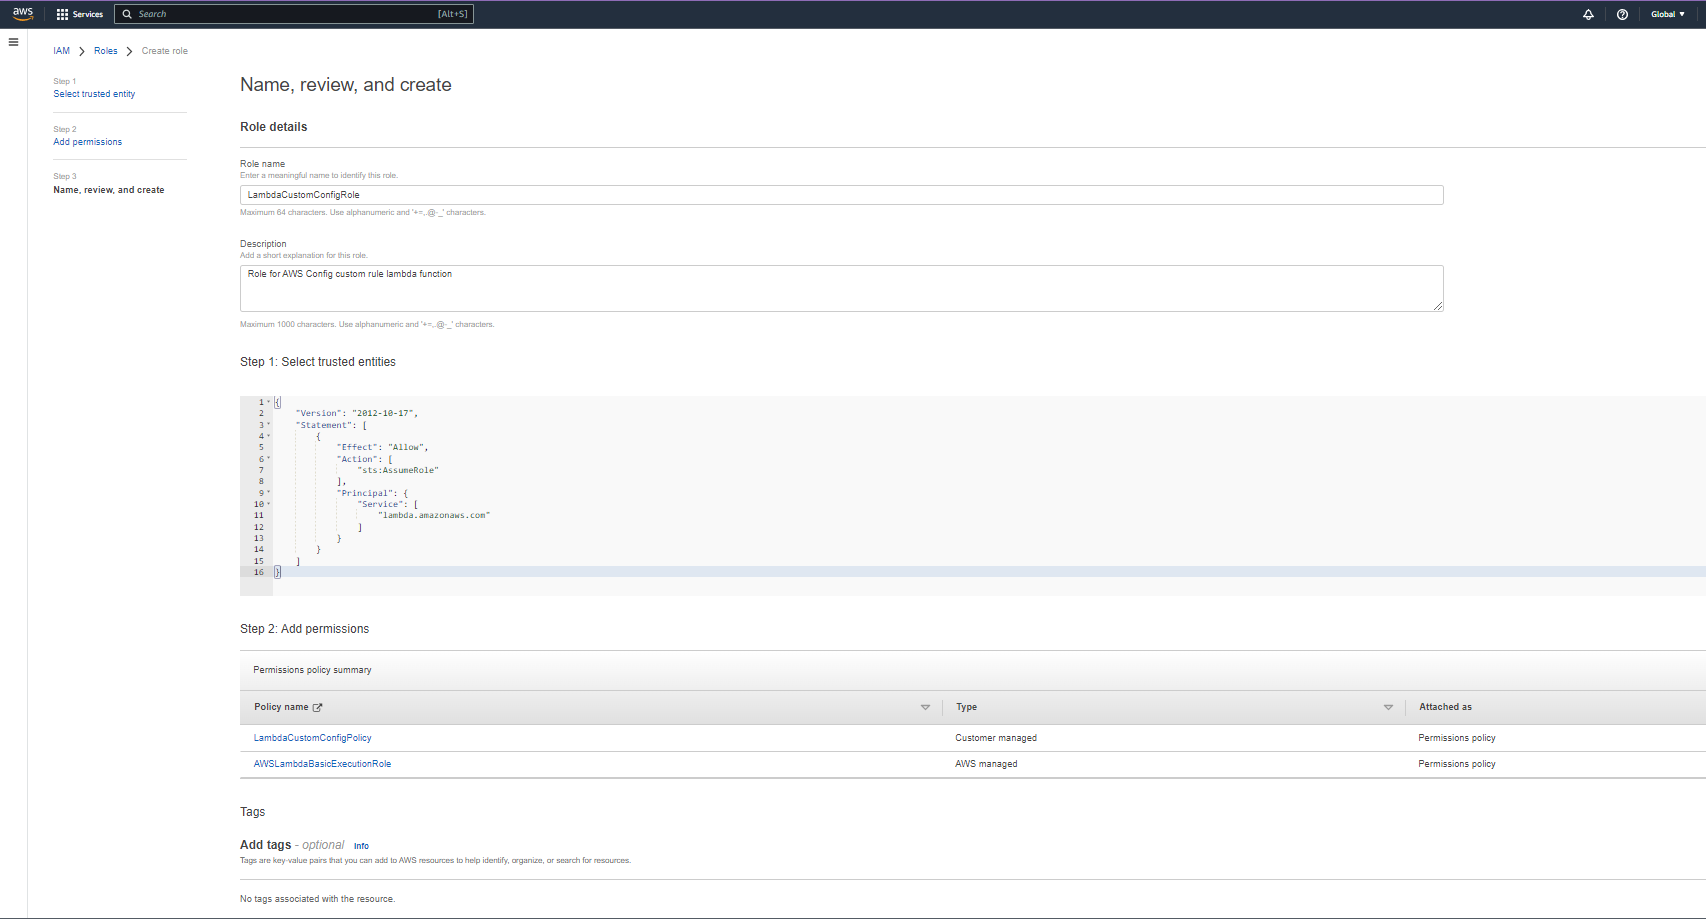 aws
Services
Search [Alt+S]
Global
IAM > Roles > Create role
Step 1
Select trusted entity
Step 2
Add permissions
Step 3
Name, review, and create
Name, review, and create
Role details
Role name
Enter a meaningful name to identify this role.
LambdaCustomConfigRole
Maximum 64 characters. Use alphanumeric and '+=,.@-_' characters.
Description
Add a short explanation for this role.
Role for AWS Config custom rule lambda function
Maximum 1000 characters. Use alphanumeric and '+=,.@-_' characters.
Step 1: Select trusted entities
1 {
2 "Version": "2012-10-17",
3 "Statement": [
4 {
5 "Effect": "Allow",
6 "Action": [
7 "sts:AssumeRole"
8 ],
9 "Principal": {
10 "Service": [
11 "lambda.amazonaws.com"
12 ]
13 }
14 }
15 ]
16 }
Step 2: Add permissions
Permissions policy summary
Policy name Type Attached as
LambdaCustomConfigPolicy Customer managed Permissions policy
AWSLambdaBasicExecutionRole AWS managed Permissions policy
Tags
Add tags - optional Info
Tags are key-value pairs that you can add to AWS resources to help identify, organize, or search for resources.
No tags associated with the resource.